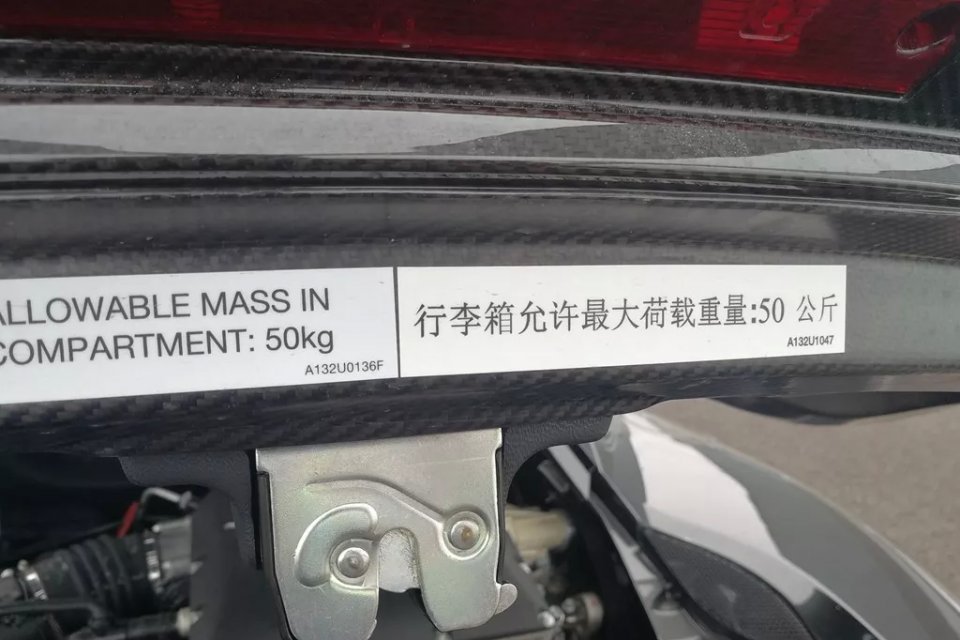 ALLOWABLE MASS IN
COMPARTMENT: 50kg
A132U0136F
行李箱允许最大荷载重量:50 公斤
A132U1047